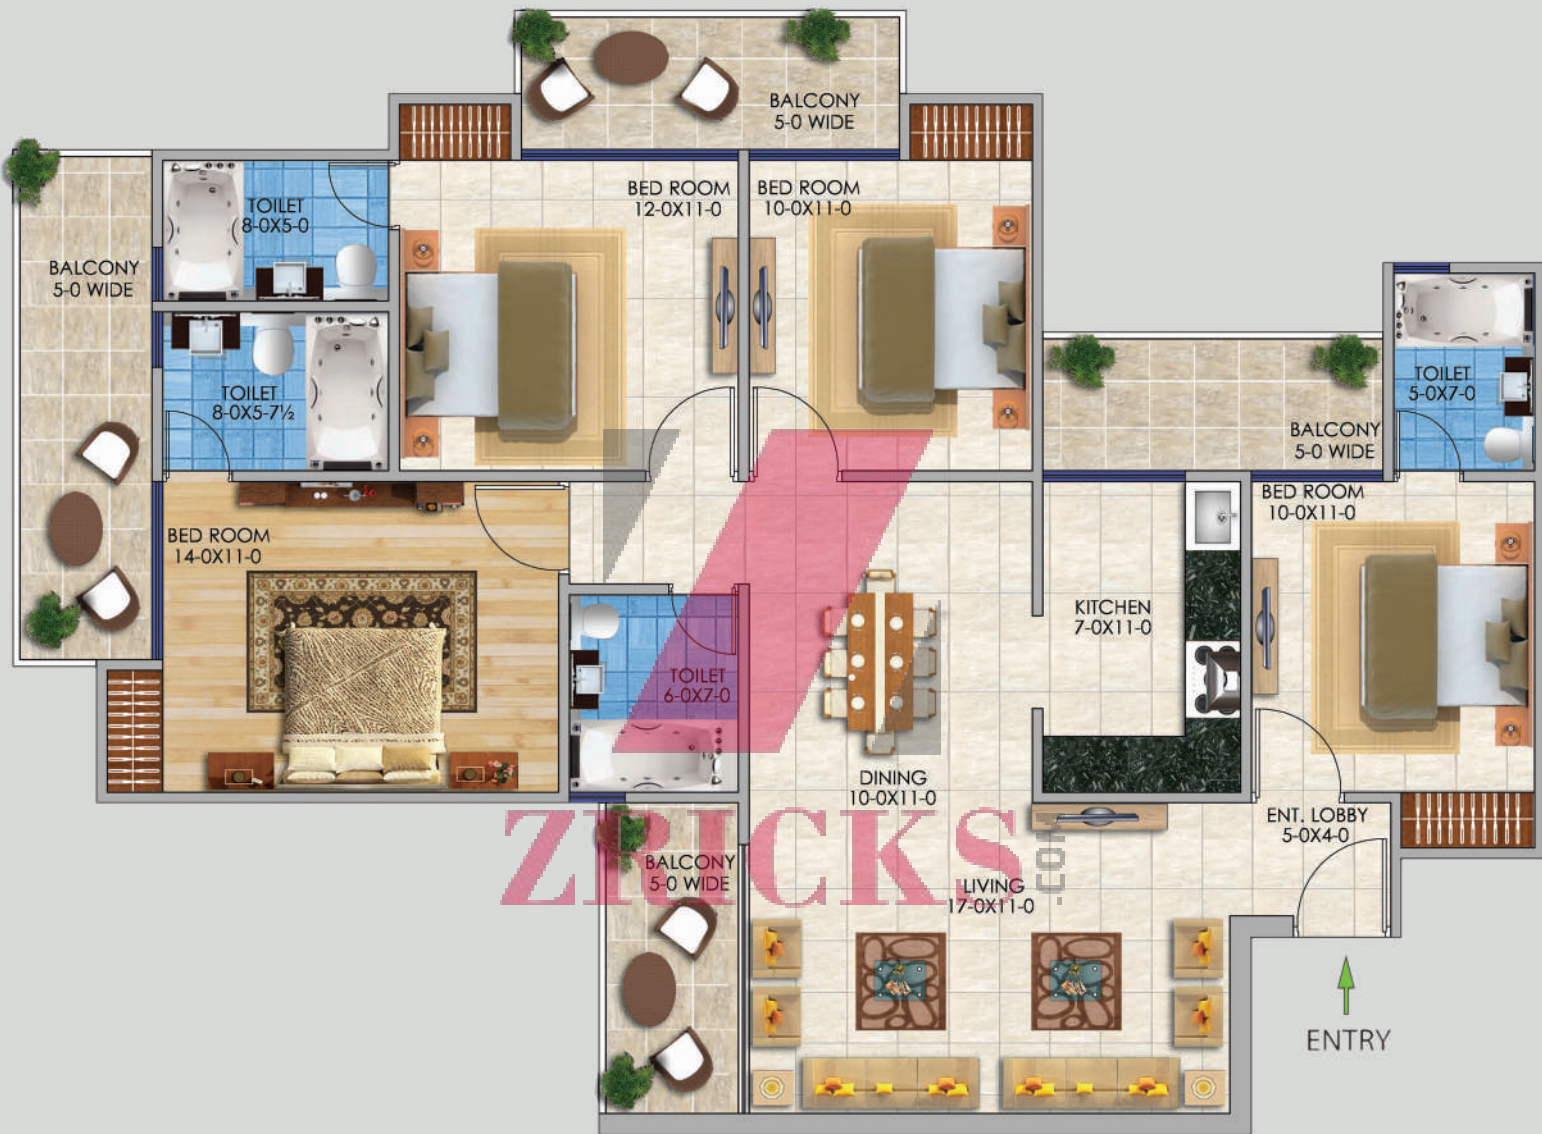 BALCONY
5-0 WIDE
BED ROOM
12-0X11-0
BED ROOM
10-0X11-0
TOILET
8-0X5-0
BALCONY
5-0 WIDE
TOILET
8-0X5-7½
TOILET
5-0X7-0
BALCONY
5-0 WIDE
BED ROOM
10-0X11-0
BED ROOM
14-0X11-0
KITCHEN
7-0X11-0
TOILET
6-0X7-0
DINING
10-0X11-0
ENT. LOBBY
5-0X4-0
ZRICKS
.COM
BALCONY
5-0 WIDE
LIVING
17-0X11-0
ENTRY